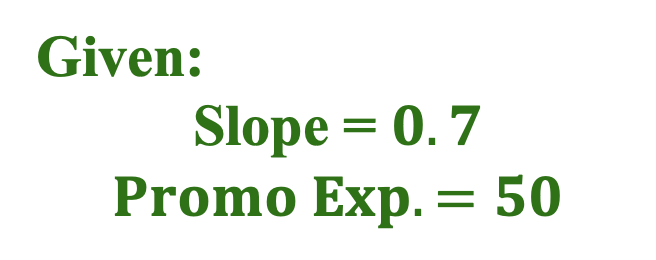 Given:
Slope = 0.7
Promo Exp. = 50